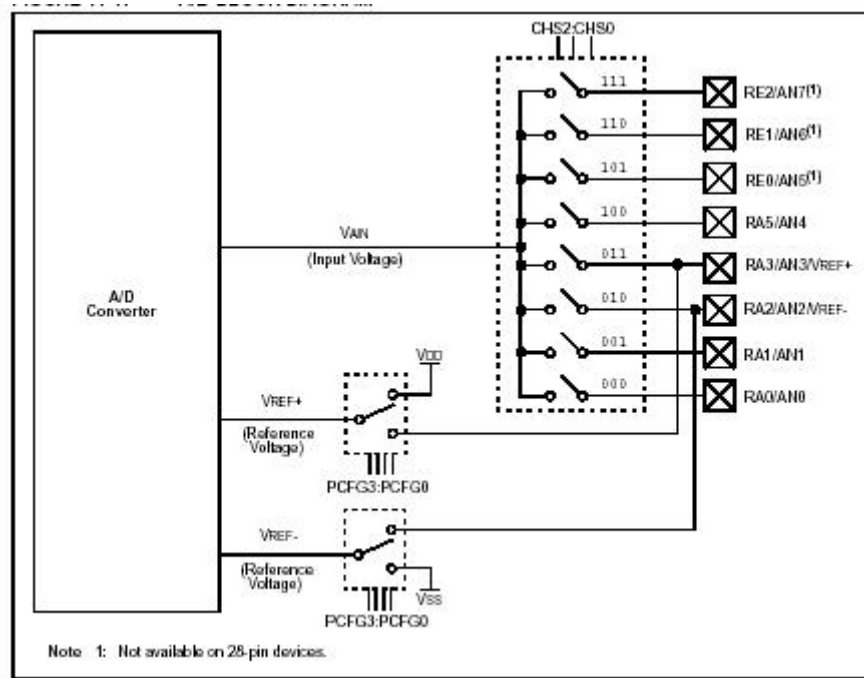 CHS2:CHS0
111
RE2/AN7(1)
110
RE1/AN6(1)
101
RE0/AN5(1)
100
RA5/AN4
VAIN
(Input Voltage)
011
RA3/AN3/VREF+
A/D
Converter
010
RA2/AN2/VREF-
001
RA1/AN1
VDD
000
RA0/AN0
VREF+
(Reference
Voltage)
PCFG3:PCFG0
VREF-
(Reference
Voltage)
VSS
PCFG3:PCFG0
Note 1: Not available on 28-pin devices.